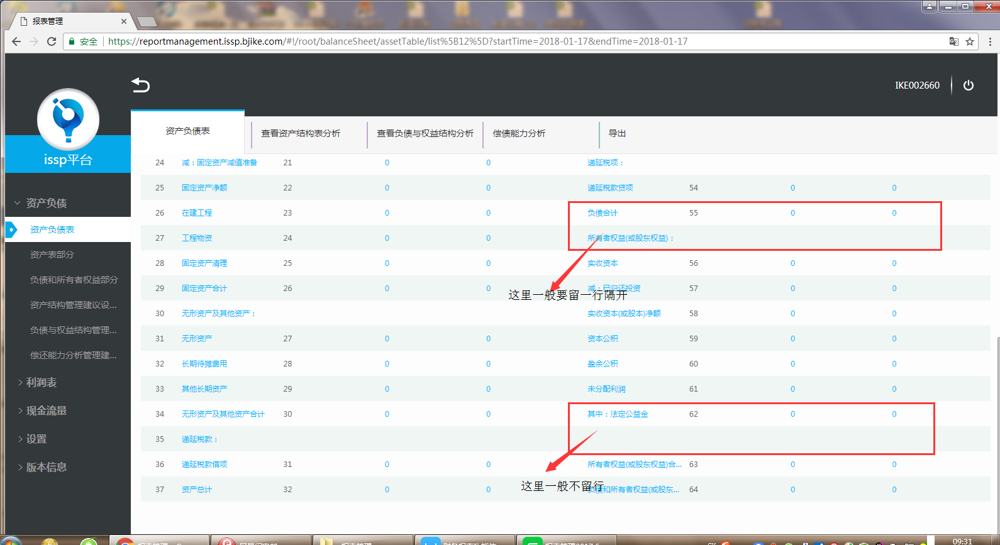 报表管理
安全 https://reportmanagement.issp.bjike.com/#!/root/balanceSheet/assetTable/list%5B12%5D?startTime=2018-01-17&endTime=2018-01-17
IKE002660
issp平台
资产负债表 查看资产结构表分析 查看负债与权益结构分析 偿债能力分析 导出
资产负债
资产负债表
资产表部分
负债和所有者权益部分
资产结构管理建议设...
负债与权益结构管理...
偿还能力分析管理建...
利润表
现金流量
设置
版本信息
24 减：固定资产减值准备 21 0 0 递延税项：
25 固定资产净额 22 0 0 递延税款贷项 54 0 0
26 在建工程 23 0 0 负债合计 55 0 0
27 工程物资 24 0 0 所有者权益(或股东权益)：
28 固定资产清理 25 0 0 实收资本 56 0 0
29 固定资产合计 26 0 0 减：已归还投资 57 0 0
这里一般要留一行隔开
30 无形资产及其他资产： 实收资本(或股本)净额 58 0 0
31 无形资产 27 0 0 资本公积 59 0 0
32 长期待摊费用 28 0 0 盈余公积 60 0 0
33 其他长期资产 29 0 0 未分配利润 61 0 0
34 无形资产及其他资产合计 30 0 0 其中：法定公益金 62 0 0
35 递延税款：
36 递延税款借项 31 0 0 所有者权益(或股东权益)合... 63 0 0
37 资产总计 32 0 0 负债和所有者权益(或股东... 64 0 0
这里一般不留行
09:31